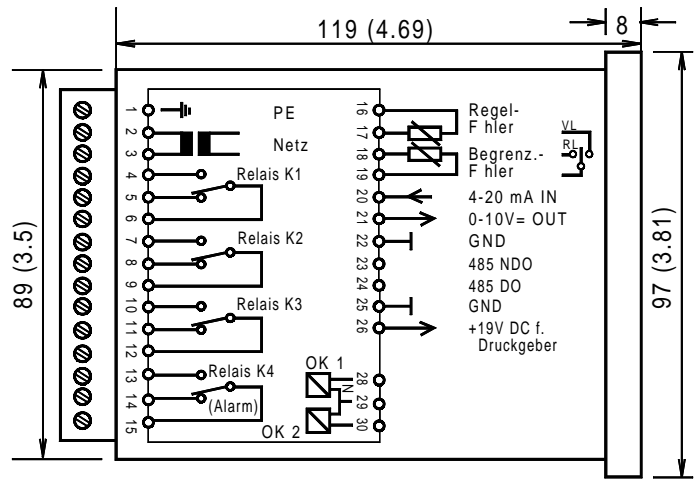 119 (4.69)
8
89 (3.5)
97 (3.81)
1
PE
2
Netz
3
4
Relais K1
5
6
7
Relais K2
8
9
10
Relais K3
11
12
13
Relais K4
14
(Alarm)
15
16
Regel-
F hler
17
18
Begrenz.-
F hler
19
VL
RL
20
4-20 mA IN
21
0-10V= OUT
22
GND
23
485 NDO
24
485 DO
25
GND
26
+19V DC f.
Druckgeber
OK 1
28
N
29
OK 2
30